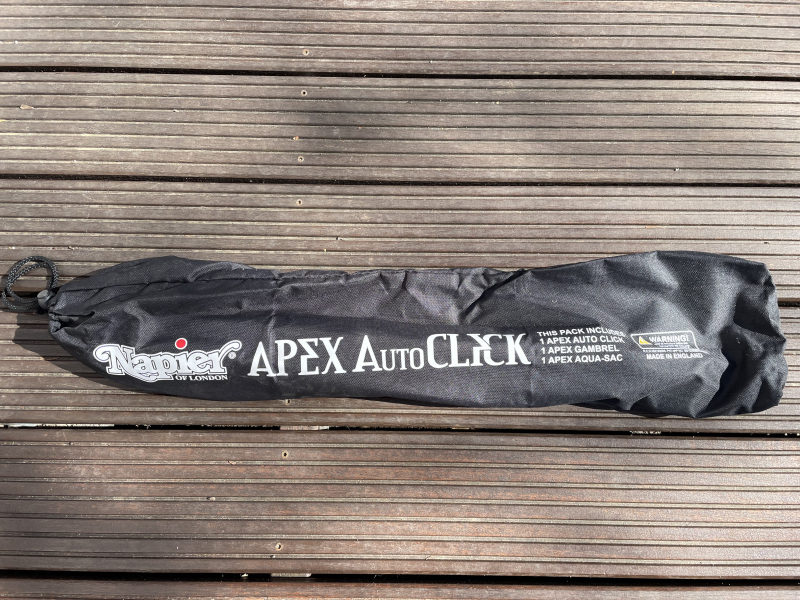 Napier®
OF LONDON
APEX AUTOCLICK
THIS PACK INCLUDES
1 APEX AUTO CLICK
1 APEX GAMBREL
1 APEX AQUA-SAC
WARNING!
MADE IN ENGLAND